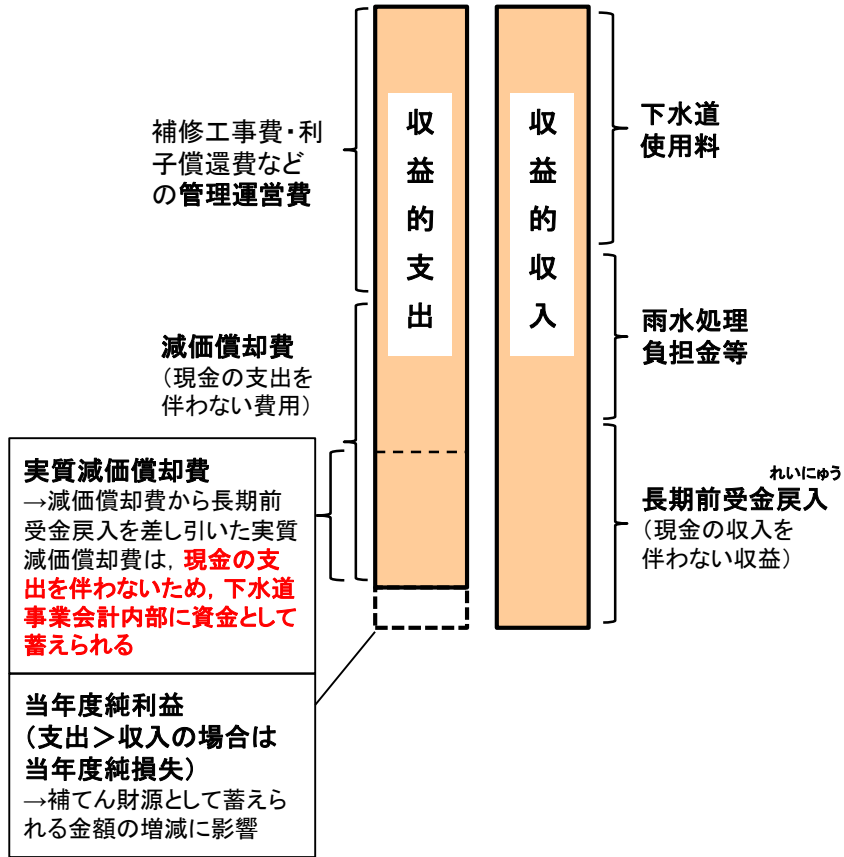 補修工事費・利
子償還費など
の管理運営費
減価償却費
（現金の支出を
伴わない費用）
実質減価償却費
→減価償却費から長期前
受金戻入を差し引いた実質
減価償却費は，現金の支
出を伴わないため，下水道
事業会計内部に資金として
蓄えられる
当年度純利益
（支出＞収入の場合は
当年度純損失）
→補てん財源として蓄えら
れる金額の増減に影響
収益的支出
収益的収入
下水道
使用料
雨水処理
負担金等
れいにゅう
長期前受金戻入
（現金の収入を
伴わない収益）